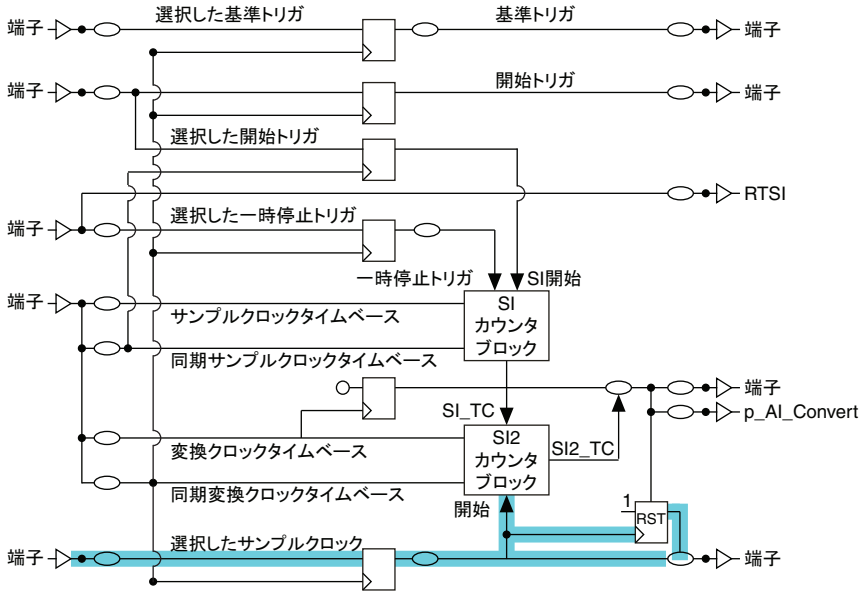 端子 選択した基準トリガ 基準トリガ 端子
端子 開始トリガ 端子
選択した開始トリガ
RTSI
端子 選択した一時停止トリガ
一時停止トリガ SI開始
端子 サンプルクロックタイムベース
SI
カウンタ
ブロック
同期サンプルクロックタイムベース
端子
SI_TC
p_AI_Convert
変換クロックタイムベース
SI2
カウンタ
ブロック
SI2_TC
同期変換クロックタイムベース
開始
1
RST
端子 選択したサンプルクロック 端子